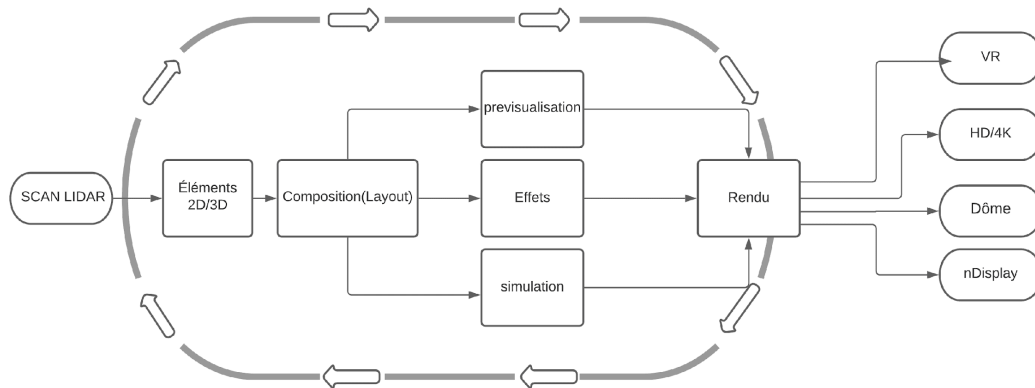 SCAN LIDAR
Éléments
2D/3D
Composition(Layout)
previsualisation
Effets
simulation
Rendu
VR
HD/4K
Dôme
nDisplay